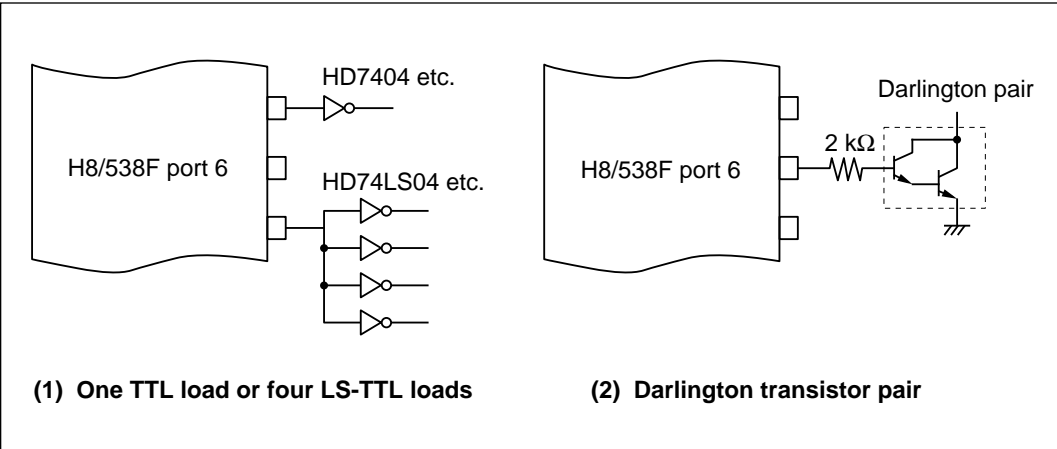 HD7404 etc.
H8/538F port 6
HD74LS04 etc.
(1) One TTL load or four LS-TTL loads
Darlington pair
2 kΩ
H8/538F port 6
(2) Darlington transistor pair